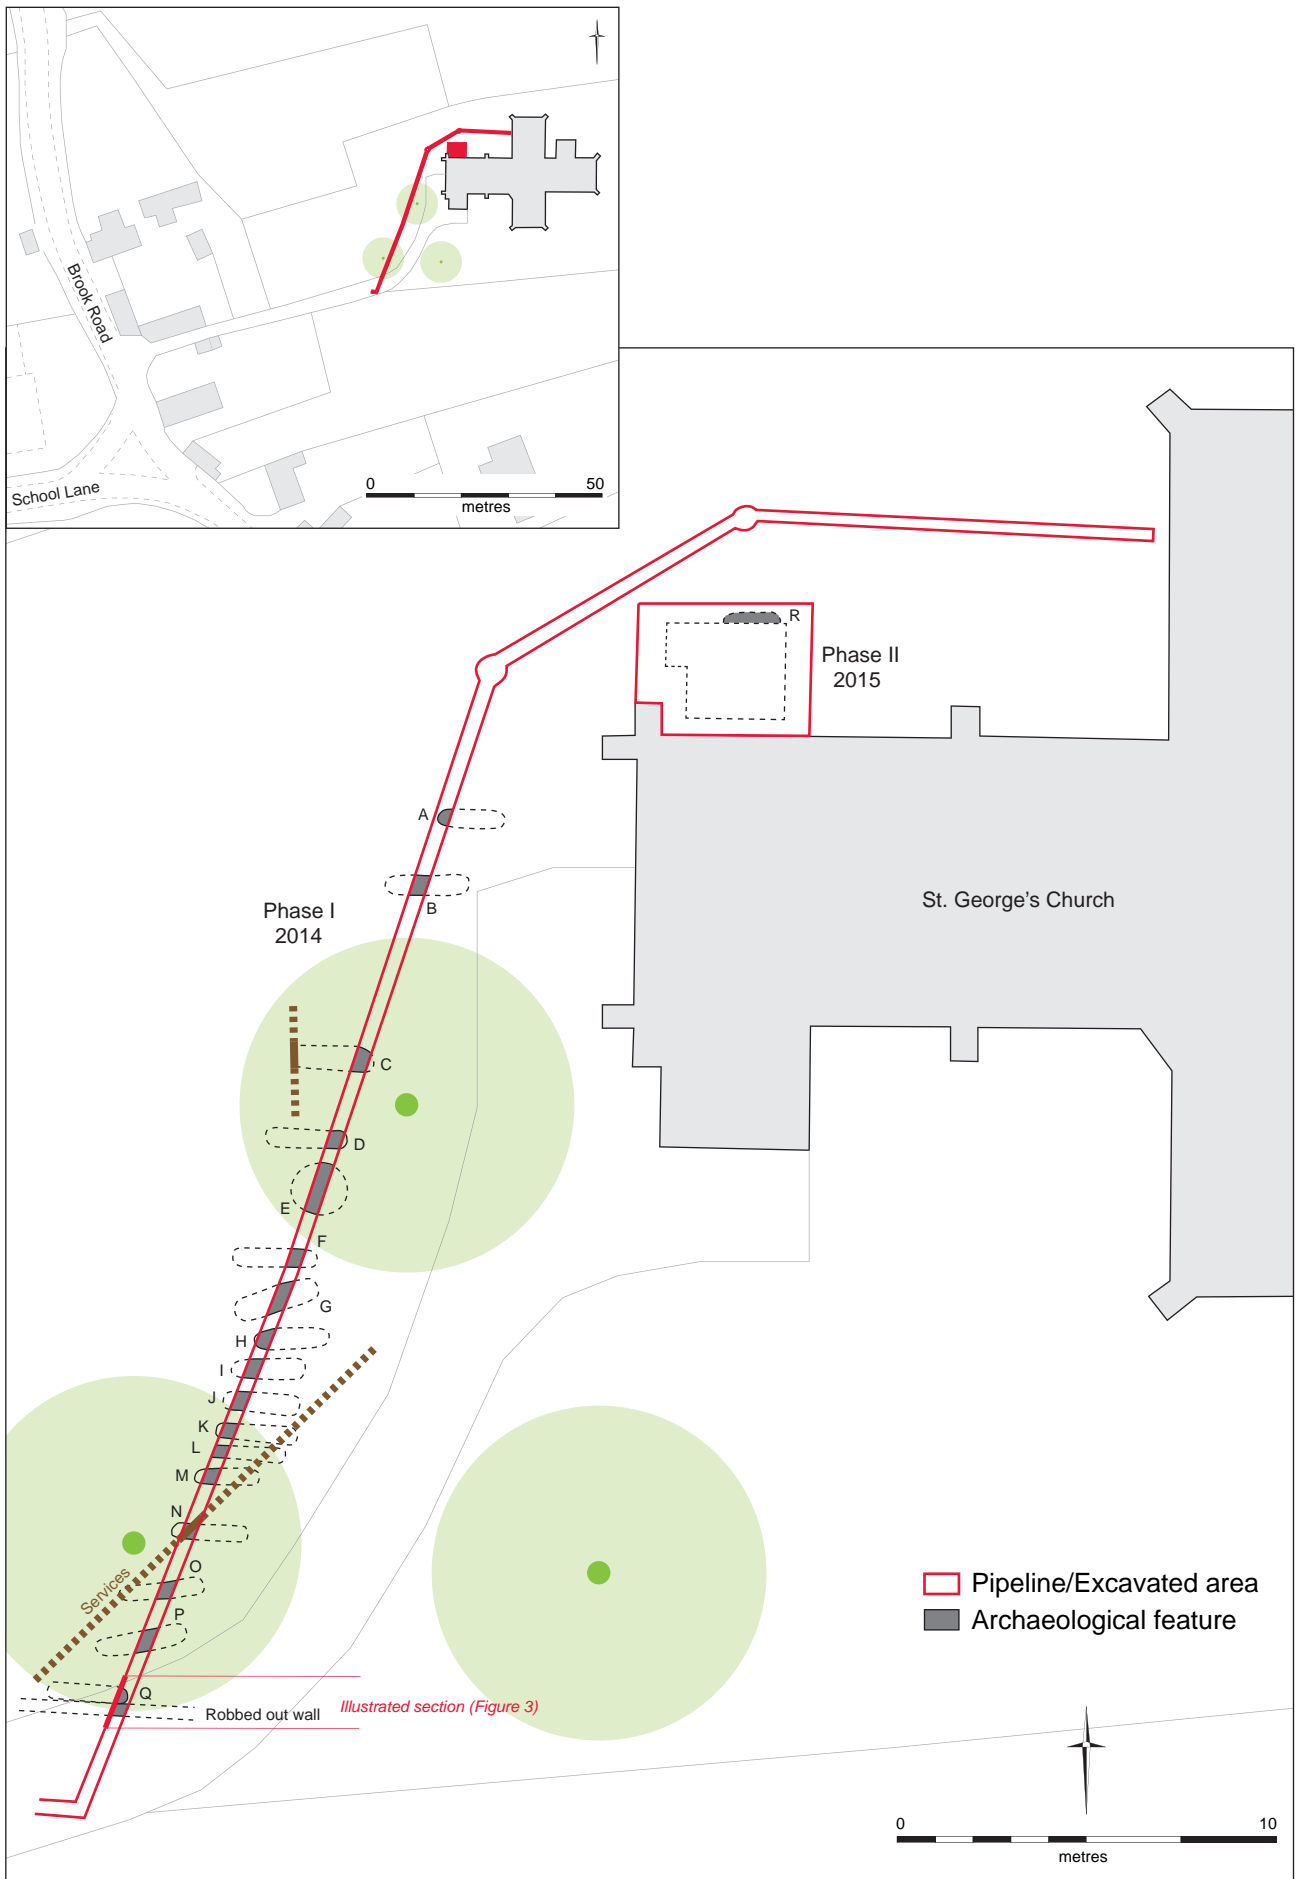 Brook Road
School Lane
0 50
metres
R
Phase II
2015
A
B
Phase I
2014
St. George's Church
C
D
E
F
G
H
I
J
K
L
M
N
O
Services
P
Q
Robbed out wall
Illustrated section (Figure 3)
Pipeline/Excavated area
Archaeological feature
0 10
metres